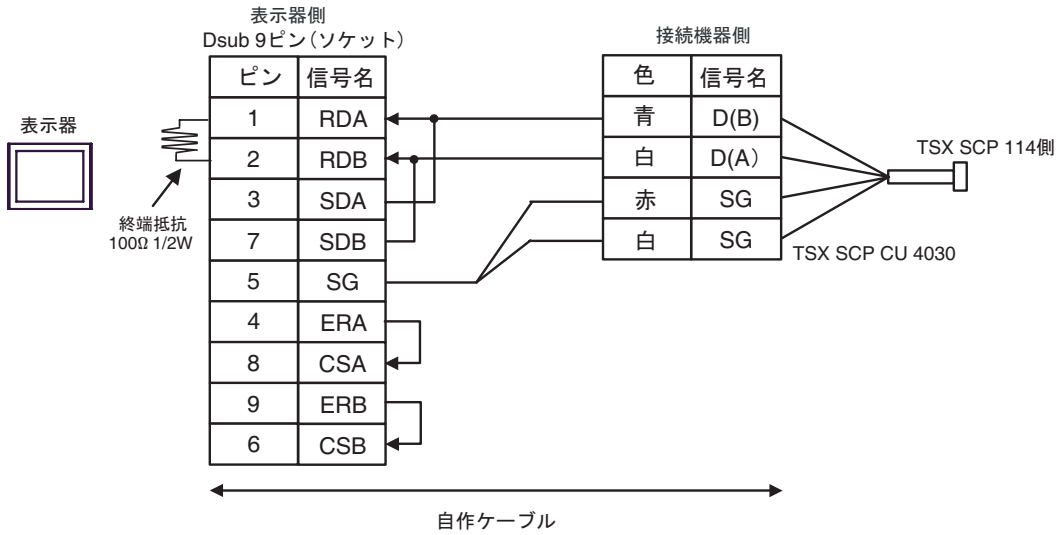 表示器側
Dsub 9ピン(ソケット)
接続機器側
ピン 信号名
色 信号名
1 RDA
青 D(B)
2 RDB
白 D(A)
3 SDA
赤 SG
7 SDB
白 SG
5 SG
4 ERA
8 CSA
9 ERB
6 CSB
表示器
終端抵抗
100Ω 1/2W
TSX SCP 114側
TSX SCP CU 4030
自作ケーブル